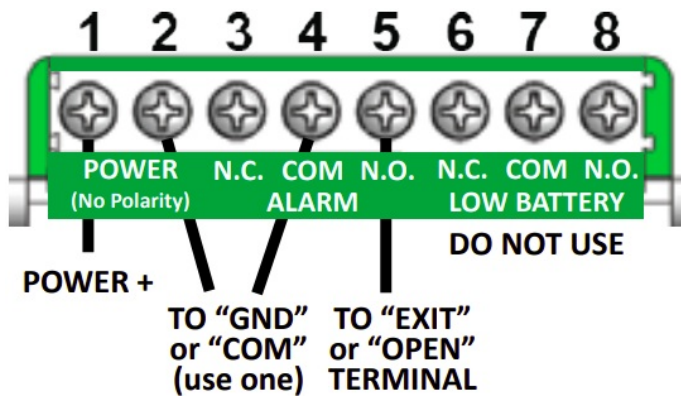 1 2 3 4 5 6 7 8
POWER N.C. COM N.O. N.C. COM N.O.
(No Polarity) ALARM LOW BATTERY
DO NOT USE
POWER +
TO “GND” TO “EXIT”
or “COM” or “OPEN”
(use one) TERMINAL